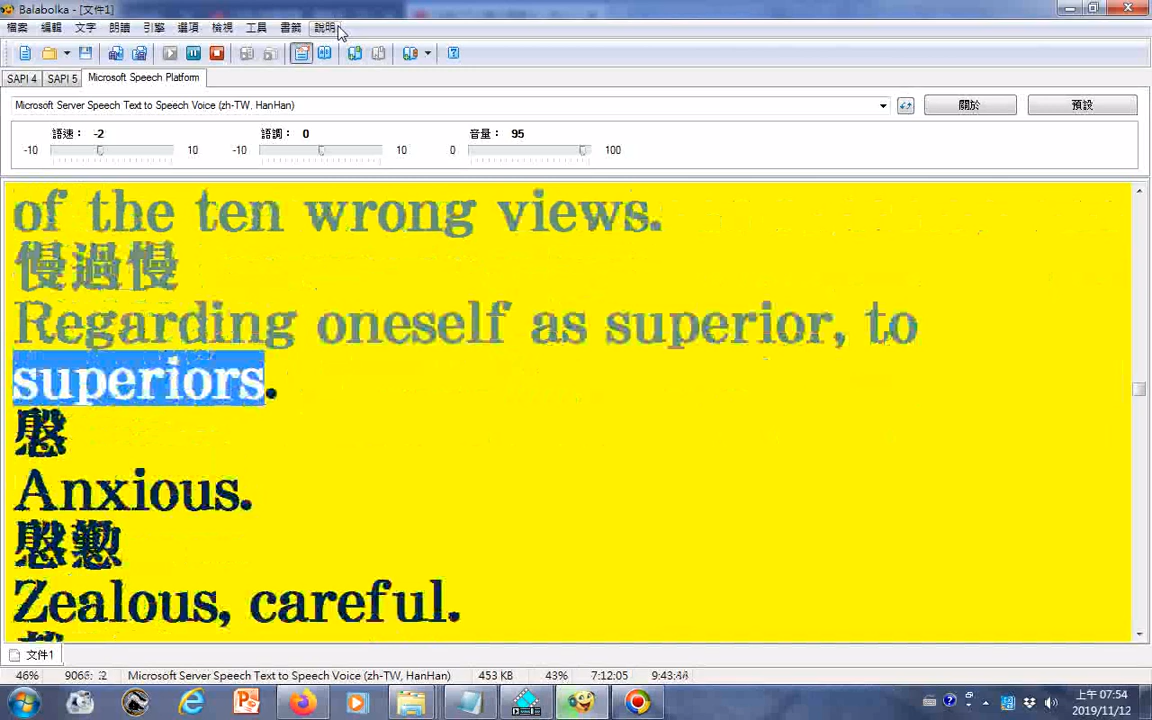 Balabolka - [文件1]
檔案 編輯 文字 朗讀 引擎 選項 檢視 工具 書籤 說明
SAPI 4 SAPI 5 Microsoft Speech Platform
Microsoft Server Speech Text to Speech Voice (zh-TW, HanHan) 關於 預設
語速： -2 語調： 0 音量： 95
-10 10 -10 10 0 100
of the ten wrong views.
慢過慢
Regarding oneself as superior, to
superiors.
慇
Anxious.
慇懃
Zealous, careful.
文件1
46% Microsoft Server Speech Text to Speech Voice (zh-TW, HanHan) 453 KB 43% 7:12:05 9:43:48
上午 07:54
2019/11/12